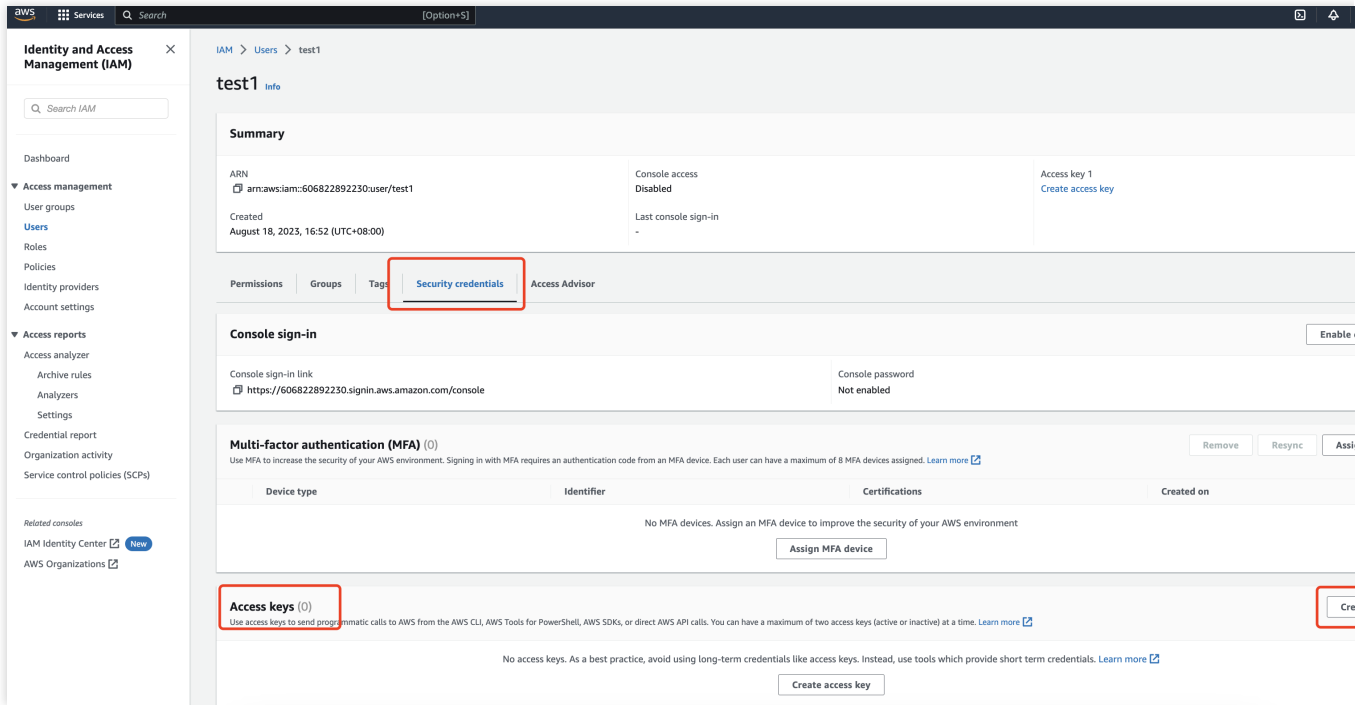 aws
Services
Search
[Option+S]
Identity and Access
Management (IAM)
Search IAM
Dashboard
Access management
User groups
Users
Roles
Policies
Identity providers
Account settings
Access reports
Access analyzer
Archive rules
Analyzers
Settings
Credential report
Organization activity
Service control policies (SCPs)
Related consoles
IAM Identity Center New
AWS Organizations
IAM > Users > test1
test1 Info
Summary
ARN
arn:aws:iam::606822892230:user/test1
Created
August 18, 2023, 16:52 (UTC+08:00)
Console access
Disabled
Last console sign-in
-
Access key 1
Create access key
Permissions
Groups
Tags
Security credentials
Access Advisor
Console sign-in
Enable
Console sign-in link
https://606822892230.signin.aws.amazon.com/console
Console password
Not enabled
Multi-factor authentication (MFA) (0)
Remove
Resync
Assi
Use MFA to increase the security of your AWS environment. Signing in with MFA requires an authentication code from an MFA device. Each user can have a maximum of 8 MFA devices assigned. Learn more
Device type
Identifier
Certifications
Created on
No MFA devices. Assign an MFA device to improve the security of your AWS environment
Assign MFA device
Access keys (0)
Cre
Use access keys to send programmatic calls to AWS from the AWS CLI, AWS Tools for PowerShell, AWS SDKs, or direct AWS API calls. You can have a maximum of two access keys (active or inactive) at a time. Learn more
No access keys. As a best practice, avoid using long-term credentials like access keys. Instead, use tools which provide short term credentials. Learn more
Create access key